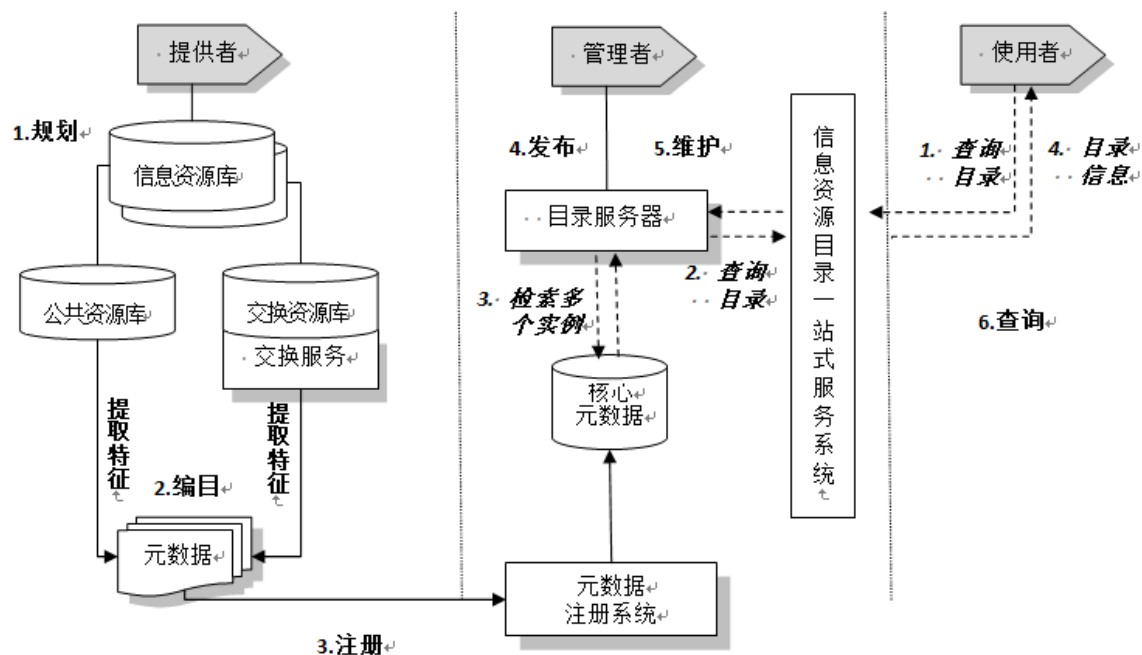 提供者
管理者
使用者
1.规划
信息资源库
4.发布
5.维护
1. 查询
目录
4. 目录
信息
目录服务器
信息资源目录一站式服务系统
公共资源库
交换资源库
交换服务
3. 检索多
个实例
2. 查询
目录
6.查询
核心
元数据
提取特征
提取特征
2.编目
元数据
元数据
注册系统
3.注册